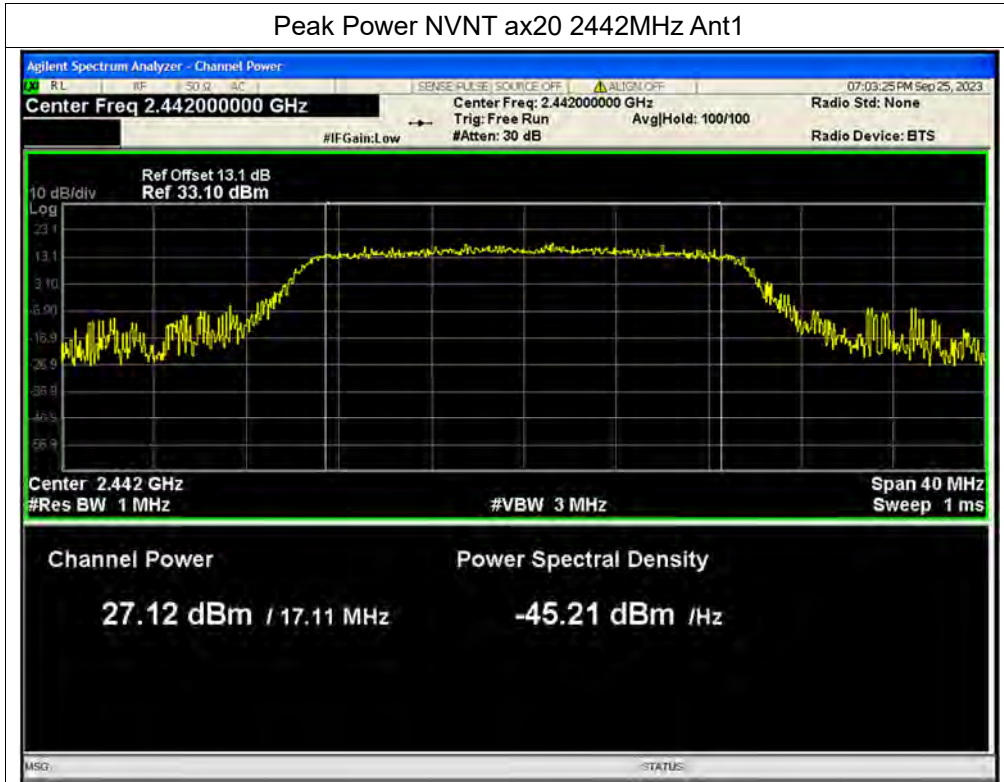 Peak Power NVNT ax20 2442MHz Ant1
Agilent Spectrum Analyzer - Channel Power
RL RF 50 Ω AC SENSE:PULSE SOURCE OFF ALIGN OFF 07:03:25 PM Sep 25, 2023
Center Freq 2.442000000 GHz Center Freq: 2.442000000 GHz Radio Std: None
Trig: Free Run Avg|Hold: 100/100
#IFGain:Low #Atten: 30 dB Radio Device: BTS
Ref Offset 13.1 dB
10 dB/div Ref 33.10 dBm
Log
23.1
13.1
3.10
-6.90
-16.9
-26.9
-36.9
-46.9
-56.9
Center 2.442 GHz Span 40 MHz
#Res BW 1 MHz #VBW 3 MHz Sweep 1 ms
Channel Power Power Spectral Density
27.12 dBm / 17.11 MHz -45.21 dBm /Hz
MSG STATUS